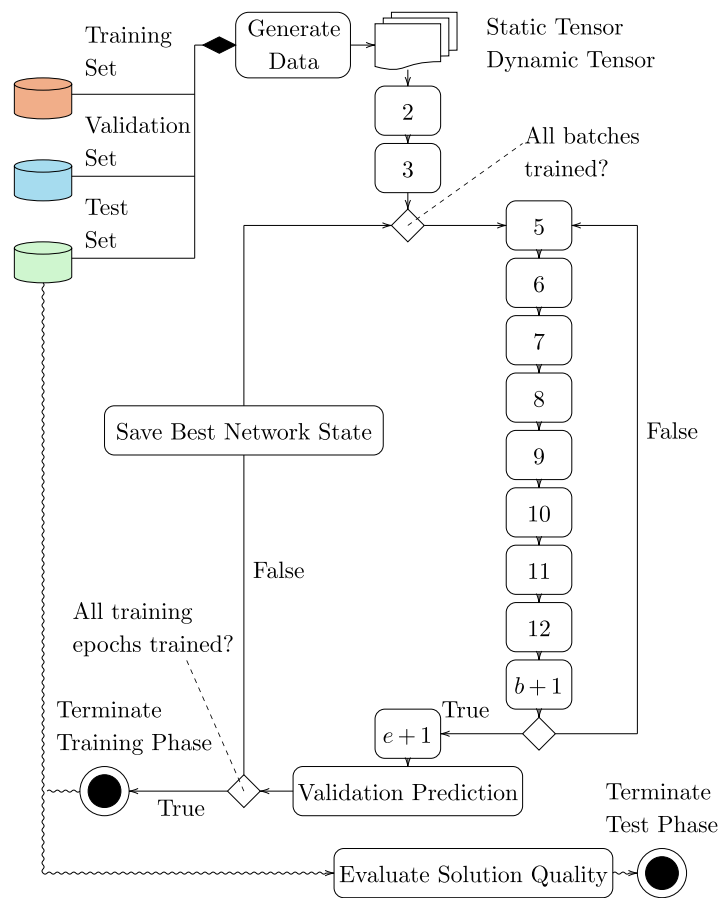 Training
Set
Generate
Data
Static Tensor
Dynamic Tensor
2
Validation
Set
3
All batches
trained?
Test
Set
5
6
7
8
Save Best Network State
False
9
10
False
11
All training
epochs trained?
12
b + 1
Terminate
Training Phase
True
e + 1
True
Validation Prediction
Terminate
Test Phase
Evaluate Solution Quality